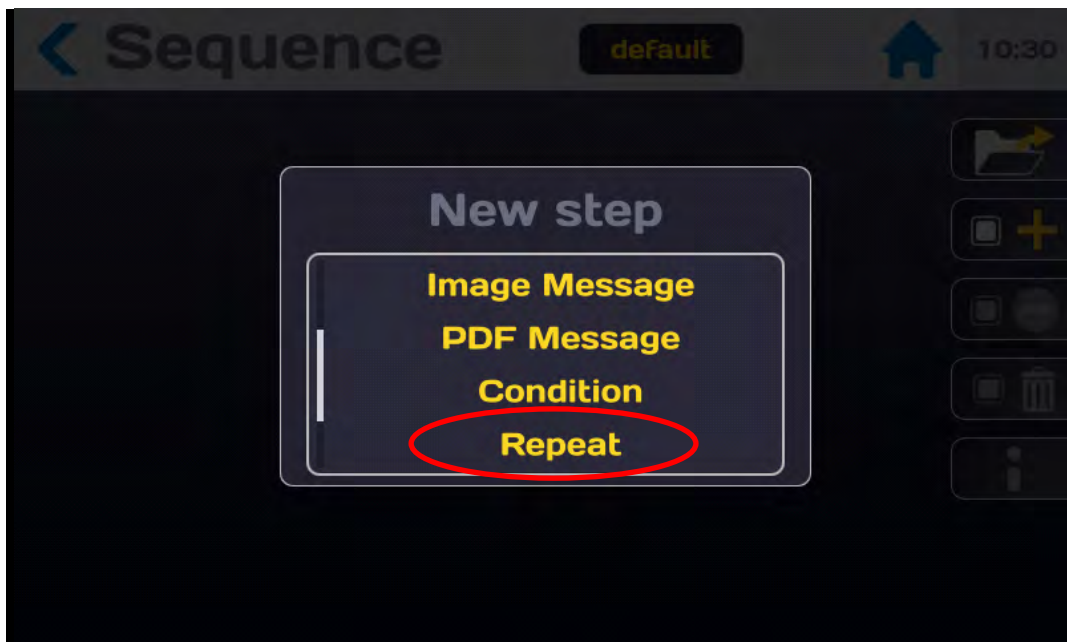 Sequence
default
10:30
New step
Image Message
PDF Message
Condition
Repeat